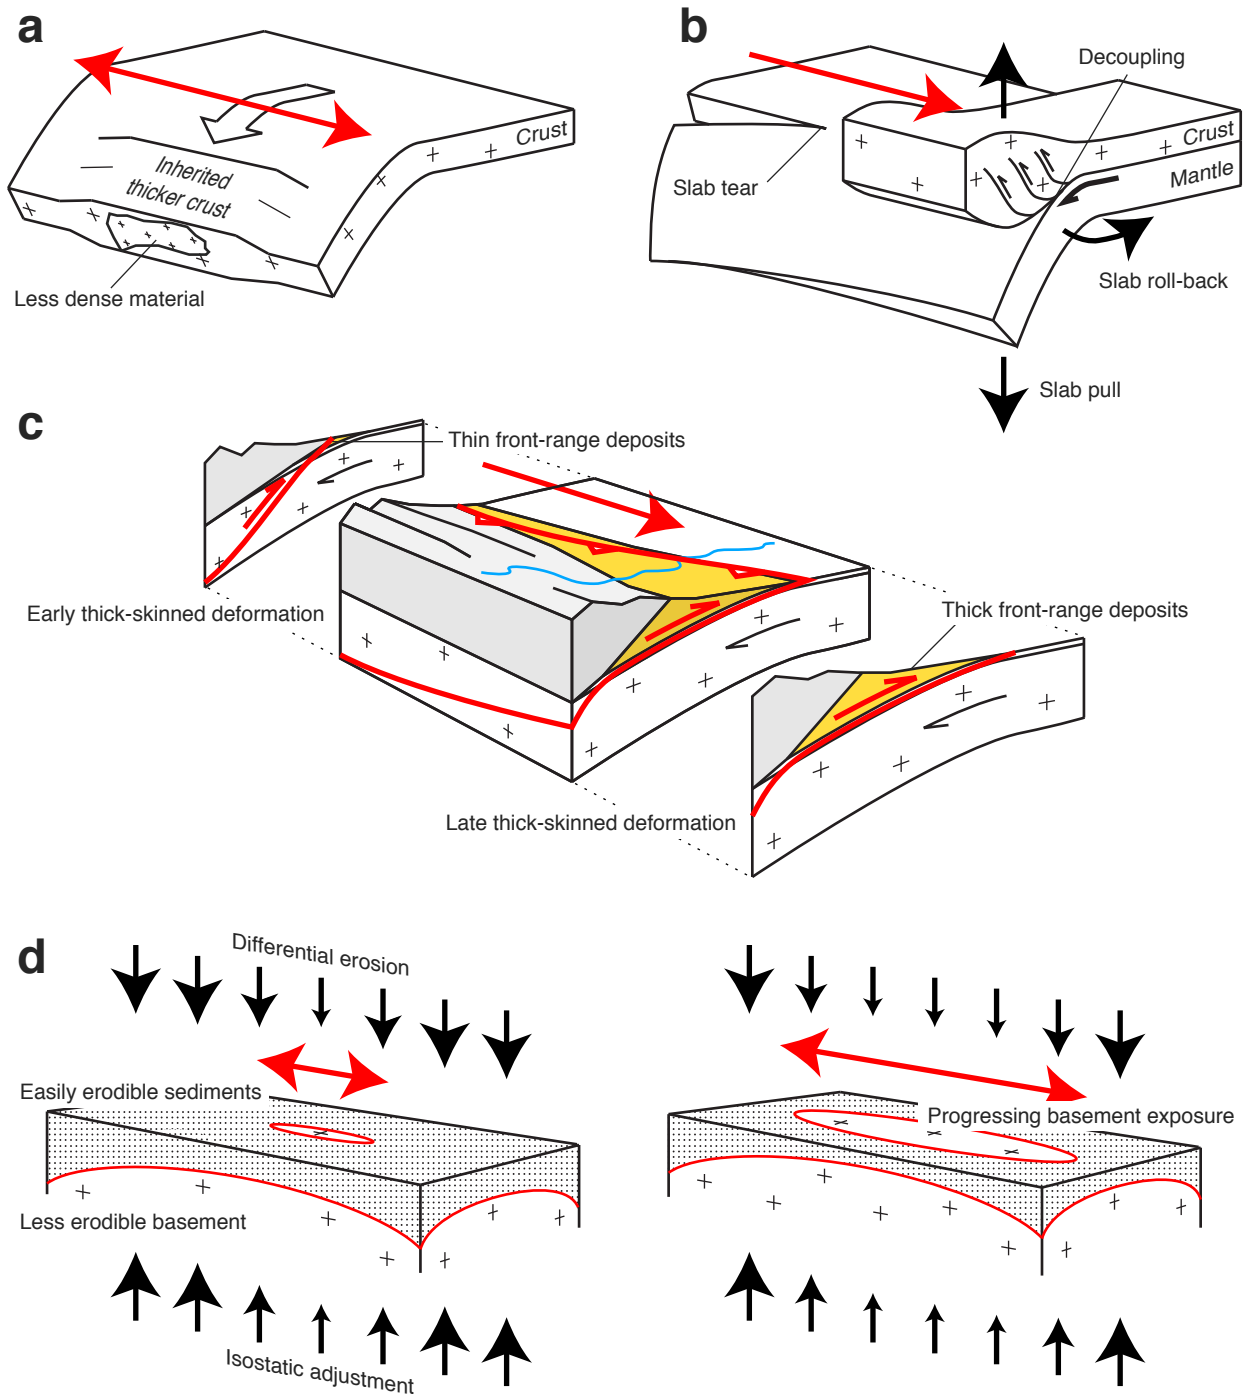 a
Crust
Inherited
thicker crust
Less dense material
b
Decoupling
Crust
Mantle
Slab tear
Slab roll-back
Slab pull
c
Thin front-range deposits
Early thick-skinned deformation
Thick front-range deposits
Late thick-skinned deformation
d
Differential erosion
Easily erodible sediments
Progressing basement exposure
Less erodible basement
Isostatic adjustment